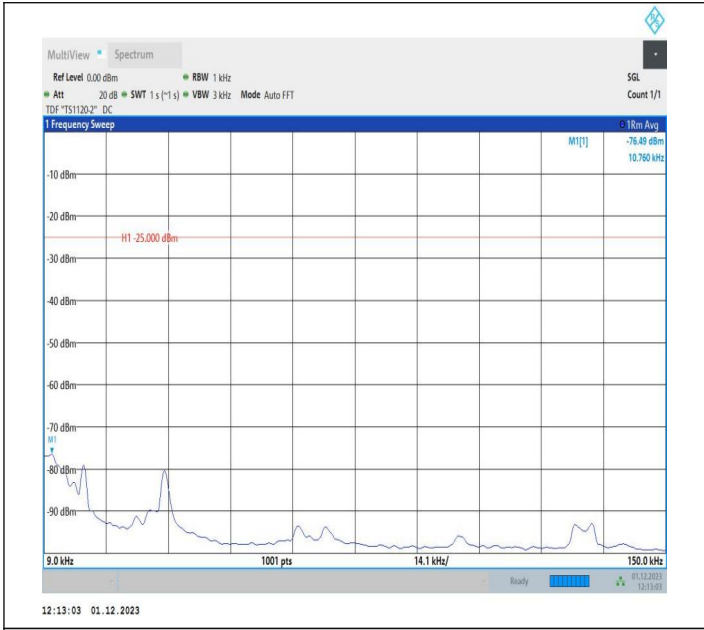 R&S
MultiView Spectrum
Ref Level 0.00 dBm RBW 1 kHz SGL
Att 20 dB SWT 1 s (~1 s) VBW 3 kHz Mode Auto FFT Count 1/1
TDF "TS1120-2" DC
1 Frequency Sweep 1Rm Avg
M1[1] -76.49 dBm
10.760 kHz
-10 dBm
-20 dBm
H1 -25.000 dBm
-30 dBm
-40 dBm
-50 dBm
-60 dBm
-70 dBm
M1
-80 dBm
-90 dBm
9.0 kHz 1001 pts 14.1 kHz/ 150.0 kHz
Ready 01.12.2023
12:13:03
12:13:03 01.12.2023